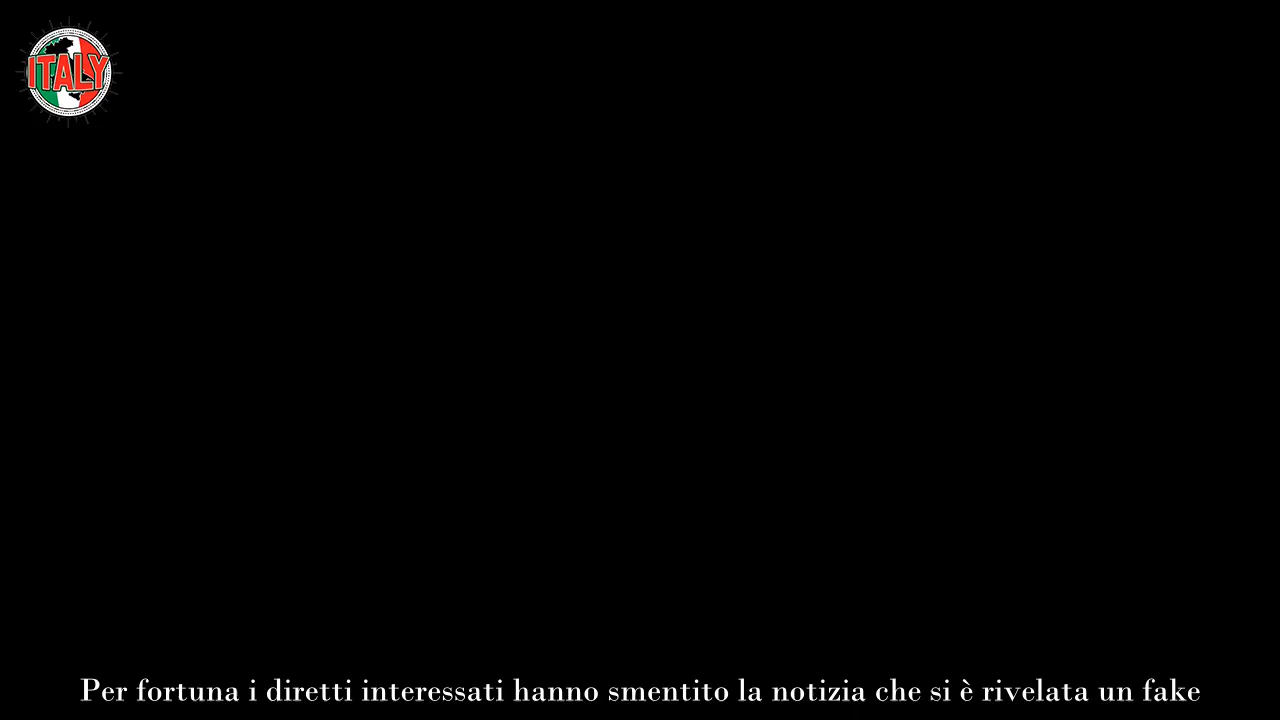 ITALY
Per fortuna i diretti interessati hanno smentito la notizia che si è rivelata un fake